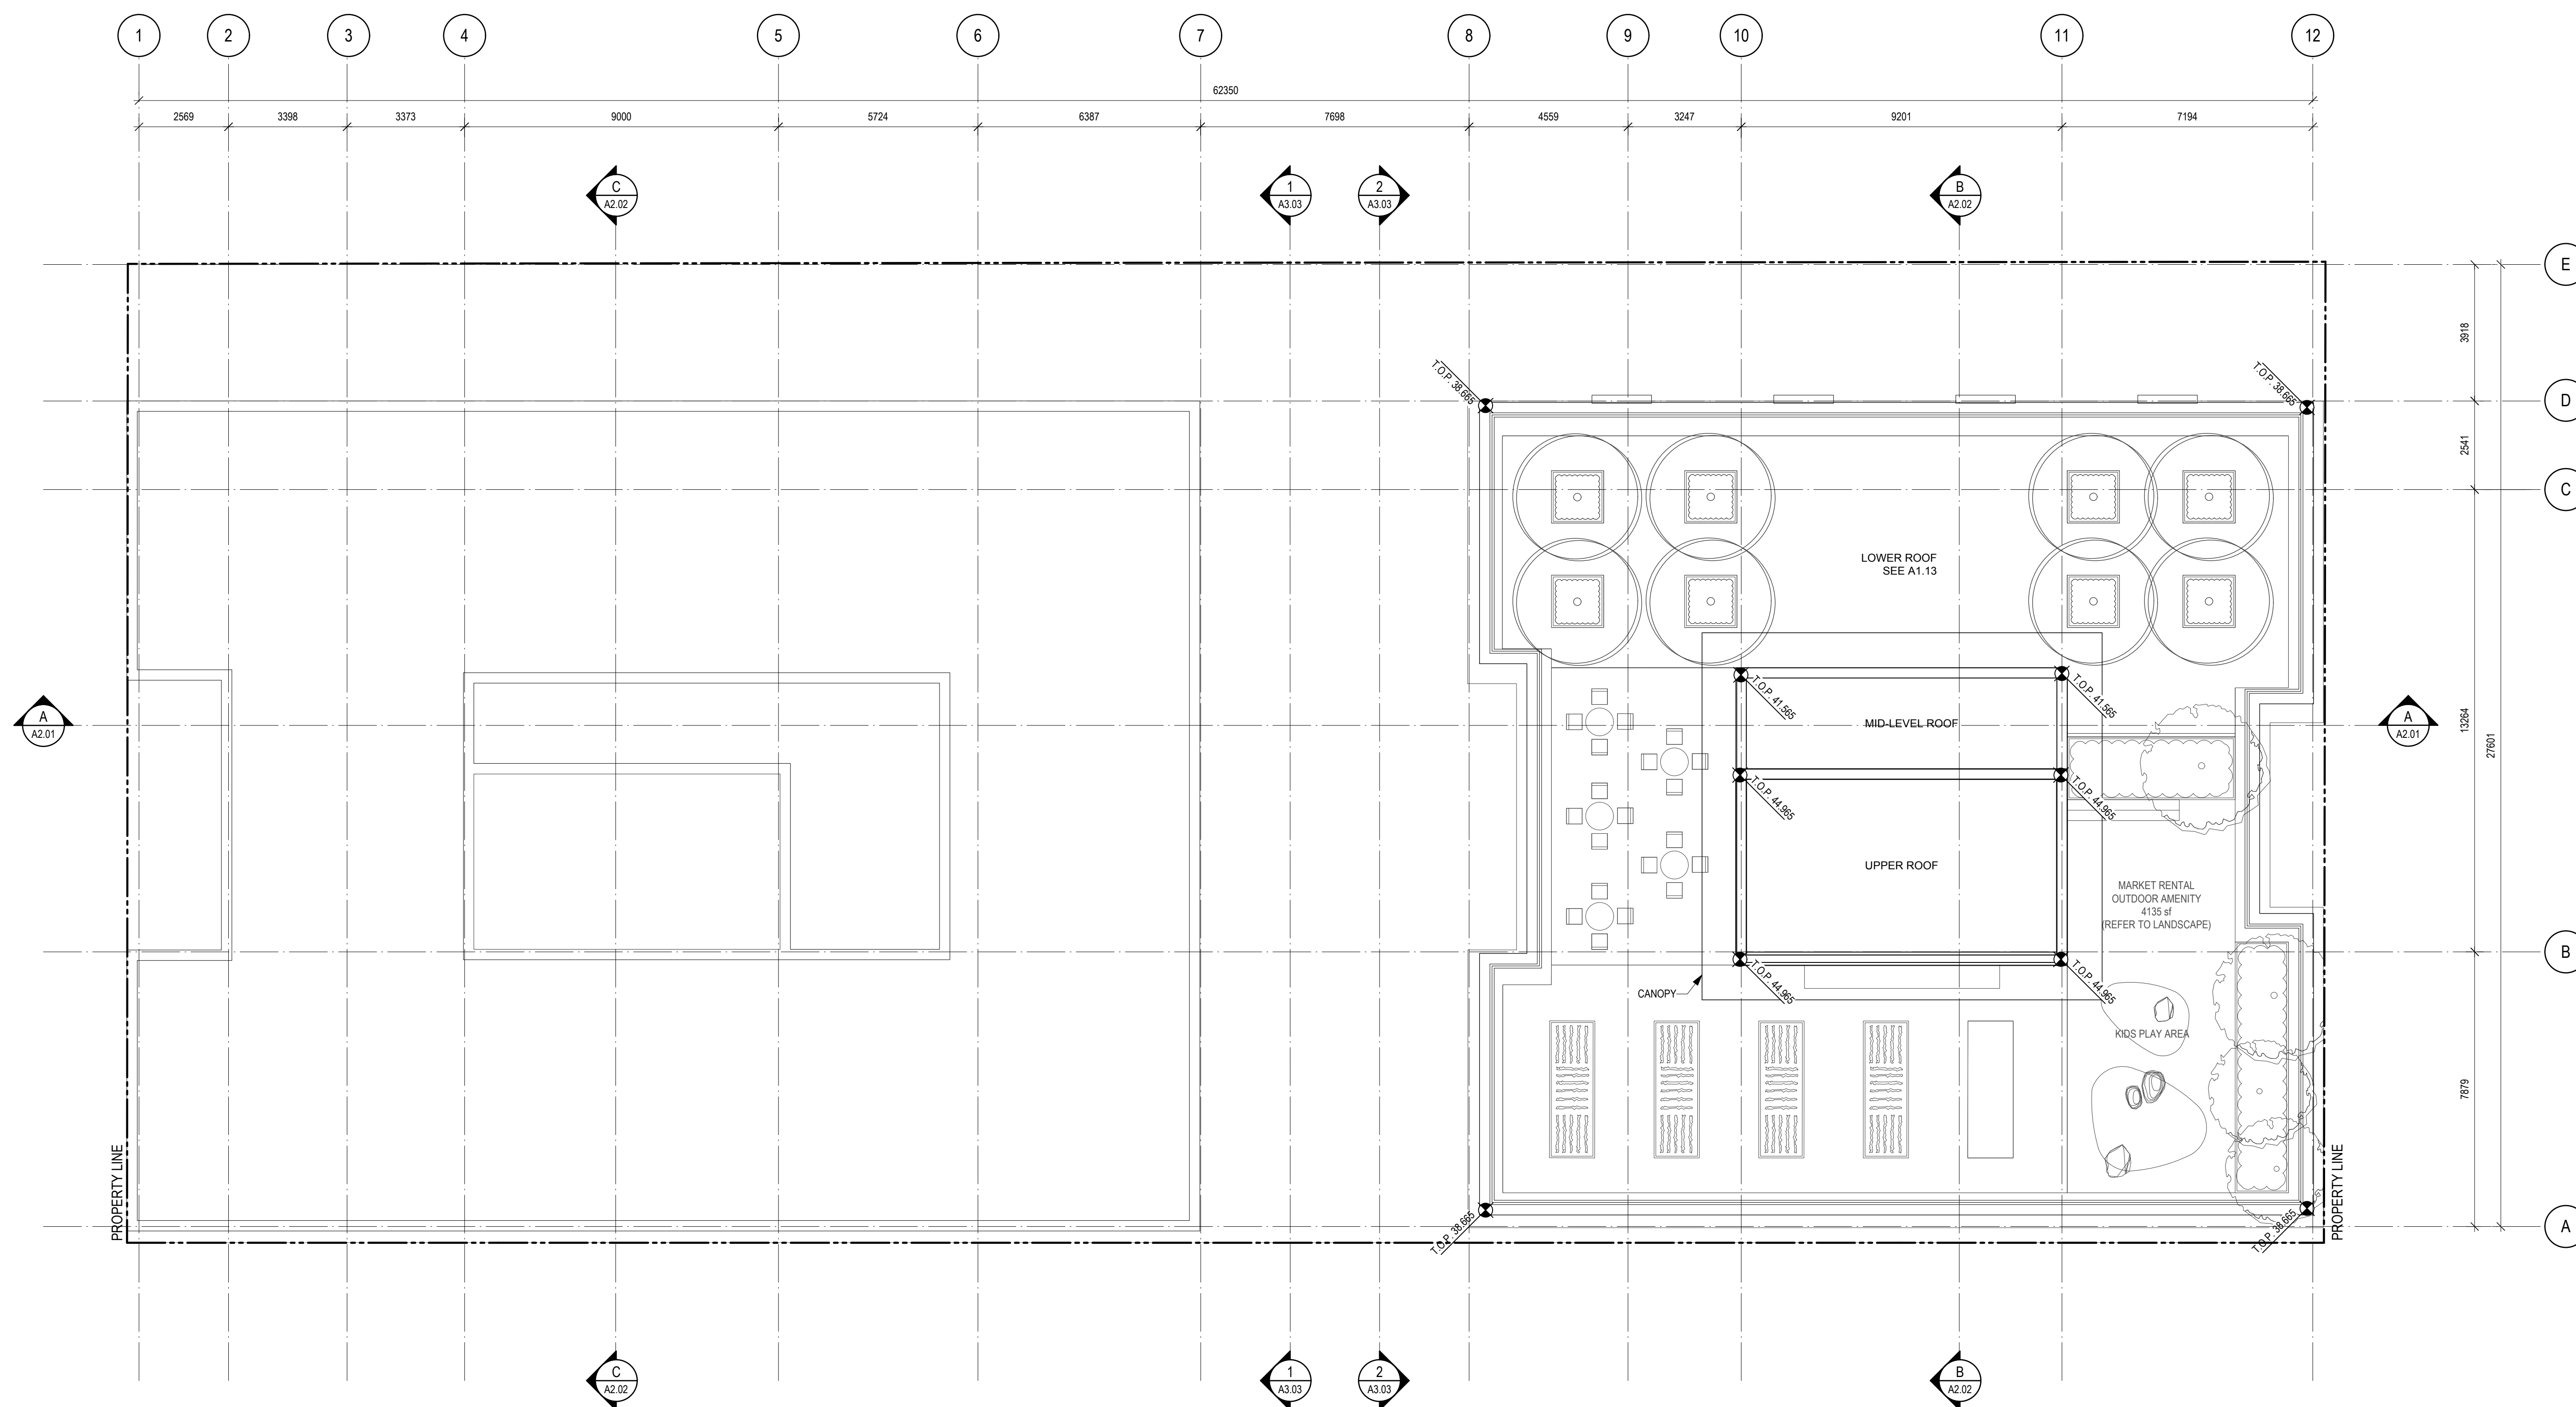 1
2
3
4
5
6
7
8
9
10
11
12
62350
2569
3398
3373
9000
5724
6387
7698
4559
3247
9201
7194
C
A2.02
1
A3.03
2
A3.03
B
A2.02
E
3918
T.O.P. 38.665
T.O.P. 38.665
D
2541
C
LOWER ROOF
SEE A1.13
T.O.P. 41.565
T.O.P. 41.565
A
A2.01
MID-LEVEL ROOF
A
A2.01
13264
27601
T.O.P. 44.965
T.O.P. 44.965
UPPER ROOF
MARKET RENTAL
OUTDOOR AMENITY
4135 sf
(REFER TO LANDSCAPE)
B
T.O.P. 44.965
T.O.P. 44.965
CANOPY
KIDS PLAY AREA
7879
PROPERTY LINE
PROPERTY LINE
T.O.P. 38.665
T.O.P. 38.665
A
C
A2.02
1
A3.03
2
A3.03
B
A2.02